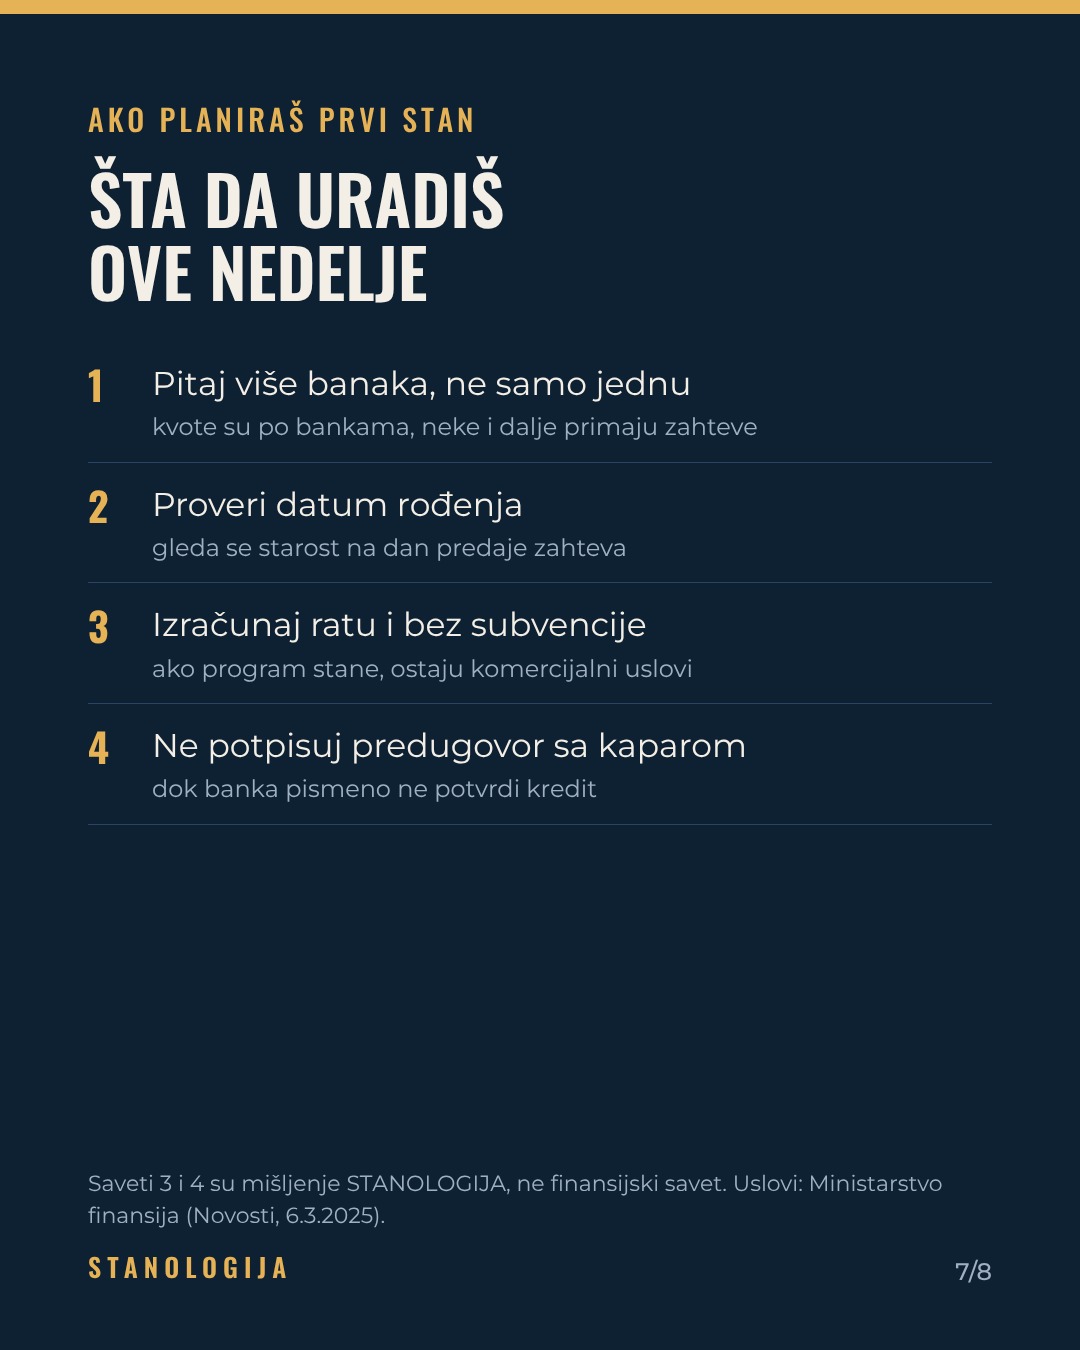 AKO PLANIRAŠ PRVI STAN
ŠTA DA URADIŠ
OVE NEDELJE
1 Pitaj više banaka, ne samo jednu
kvote su po bankama, neke i dalje primaju zahteve
2 Proveri datum rođenja
gleda se starost na dan predaje zahteva
3 Izračunaj ratu i bez subvencije
ako program stane, ostaju komercijalni uslovi
4 Ne potpisuj predugovor sa kaparom
dok banka pismeno ne potvrdi kredit
Saveti 3 i 4 su mišljenje STANOLOGIJA, ne finansijski savet. Uslovi: Ministarstvo
finansija (Novosti, 6.3.2025).
STANOLOGIJA
7/8